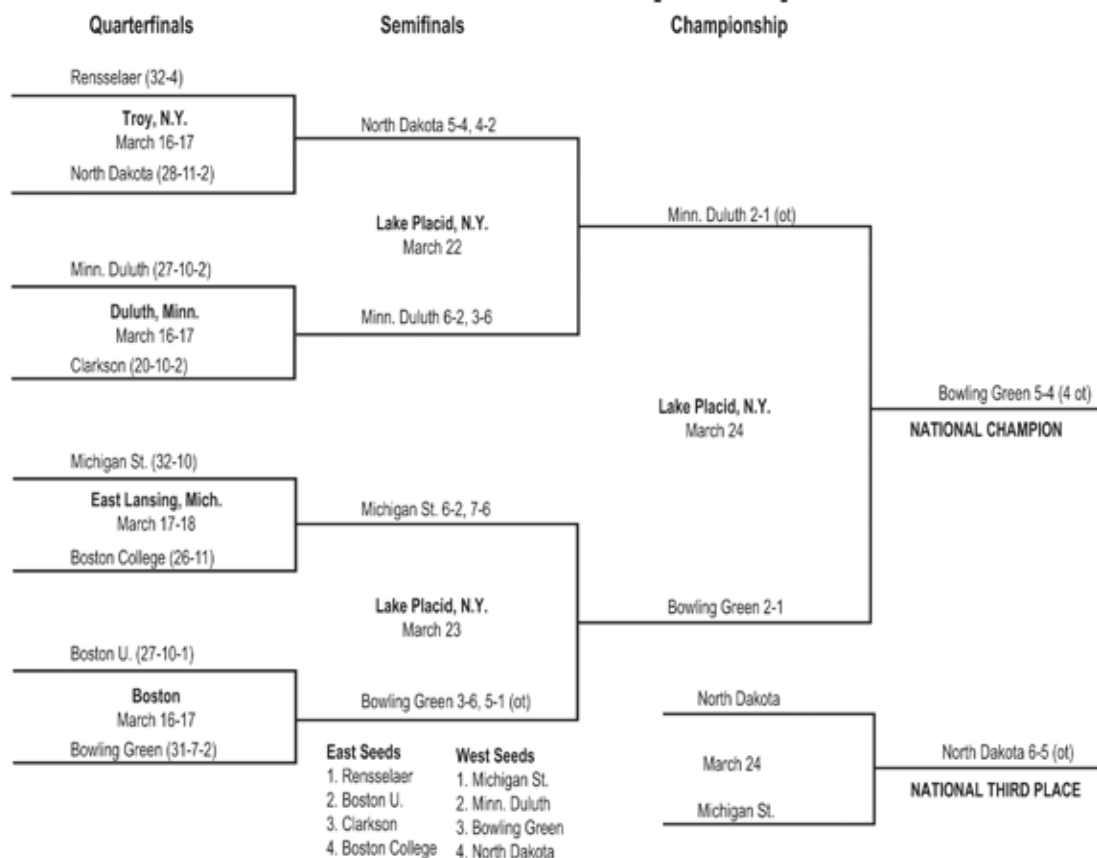 Quarterfinals
Semifinals
Championship
Rensselaer (32-4)
Troy, N.Y.
March 16-17
North Dakota (28-11-2)
North Dakota 5-4, 4-2
Lake Placid, N.Y.
March 22
Minn. Duluth (27-10-2)
Duluth, Minn.
March 16-17
Clarkson (20-10-2)
Minn. Duluth 6-2, 3-6
Minn. Duluth 2-1 (ot)
Lake Placid, N.Y.
March 24
Bowling Green 5-4 (4 ot)
NATIONAL CHAMPION
Michigan St. (32-10)
East Lansing, Mich.
March 17-18
Boston College (26-11)
Michigan St. 6-2, 7-6
Lake Placid, N.Y.
March 23
Bowling Green 2-1
Boston U. (27-10-1)
Boston
March 16-17
Bowling Green (31-7-2)
Bowling Green 3-6, 5-1 (ot)
East Seeds
1. Rensselaer
2. Boston U.
3. Clarkson
4. Boston College
West Seeds
1. Michigan St.
2. Minn. Duluth
3. Bowling Green
4. North Dakota
North Dakota
March 24
Michigan St.
North Dakota 6-5 (ot)
NATIONAL THIRD PLACE